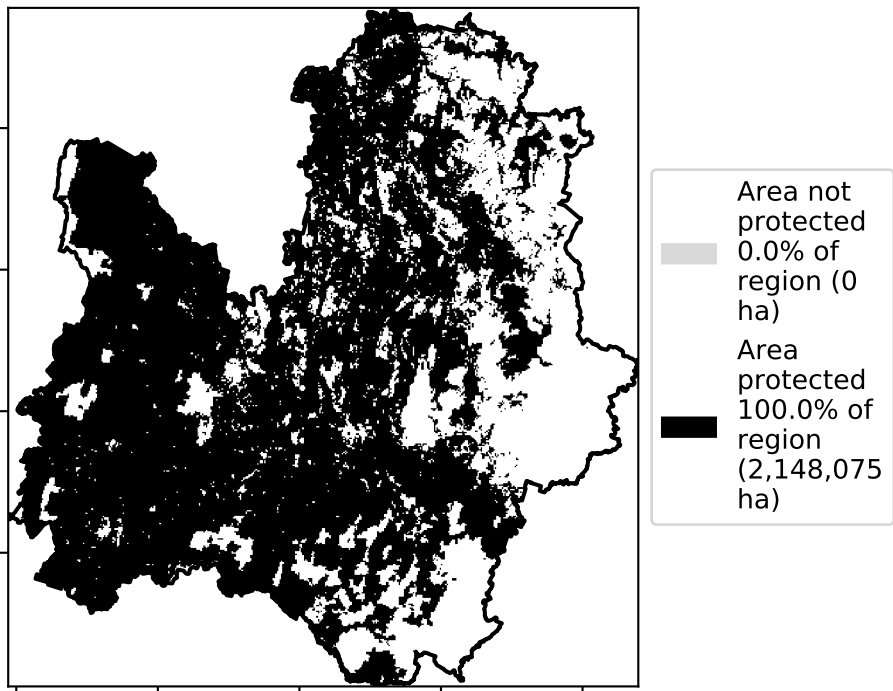 Area not
protected
0.0% of
region (0
ha)
Area
protected
100.0% of
region
(2,148,075
ha)